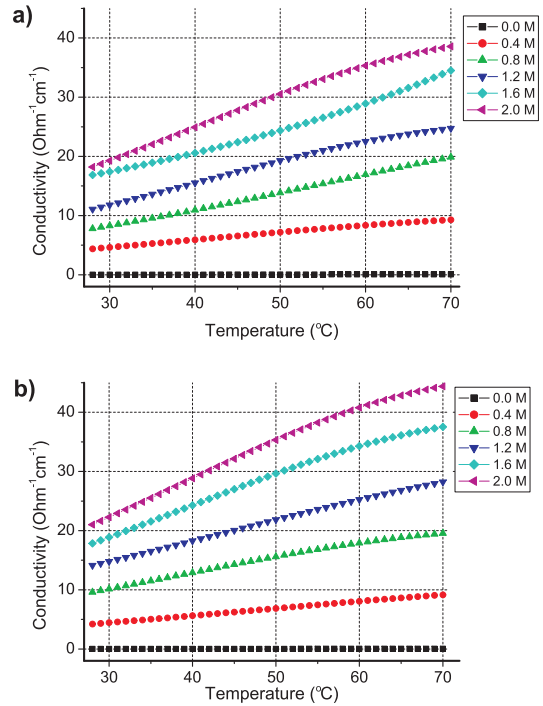 a)
40
30
20
10
0
Conductivity (Ohm⁻¹cm⁻¹)
30 40 50 60 70
Temperature (°C)
0.0 M
0.4 M
0.8 M
1.2 M
1.6 M
2.0 M
b)
40
30
20
10
0
Conductivity (Ohm⁻¹cm⁻¹)
30 40 50 60 70
Temperature (°C)
0.0 M
0.4 M
0.8 M
1.2 M
1.6 M
2.0 M